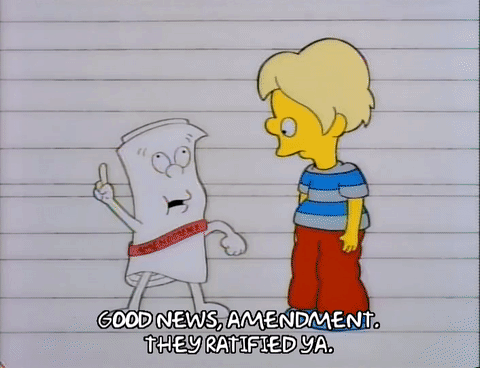 GOOD NEWS, AMENDMENT.
THEY RATIFIED YA.